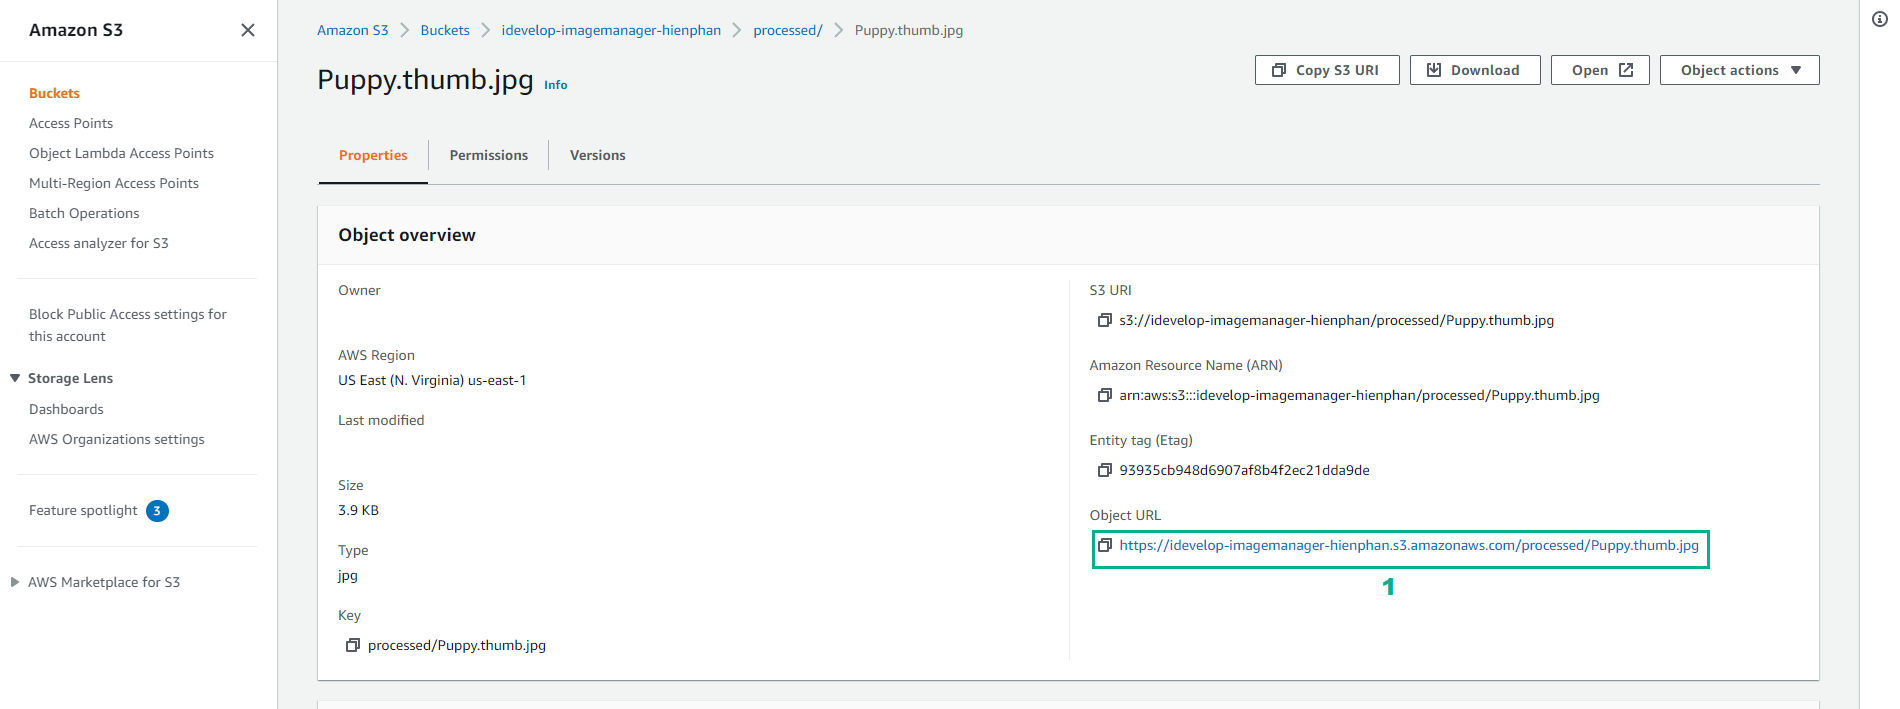 Amazon S3
Buckets
Access Points
Object Lambda Access Points
Multi-Region Access Points
Batch Operations
Access analyzer for S3
Block Public Access settings for
this account
Storage Lens
Dashboards
AWS Organizations settings
Feature spotlight 3
AWS Marketplace for S3
Amazon S3 Buckets idevelop-imagemanager-hienphan processed/ Puppy.thumb.jpg
Puppy.thumb.jpg Info
Copy S3 URI Download Open Object actions
Properties Permissions Versions
Object overview
Owner
AWS Region
US East (N. Virginia) us-east-1
Last modified
Size
3.9 KB
Type
jpg
Key
processed/Puppy.thumb.jpg
S3 URI
s3://idevelop-imagemanager-hienphan/processed/Puppy.thumb.jpg
Amazon Resource Name (ARN)
arn:aws:s3:::idevelop-imagemanager-hienphan/processed/Puppy.thumb.jpg
Entity tag (Etag)
93935cb948d6907af8b4f2ec21dda9de
Object URL
https://idevelop-imagemanager-hienphan.s3.amazonaws.com/processed/Puppy.thumb.jpg
1